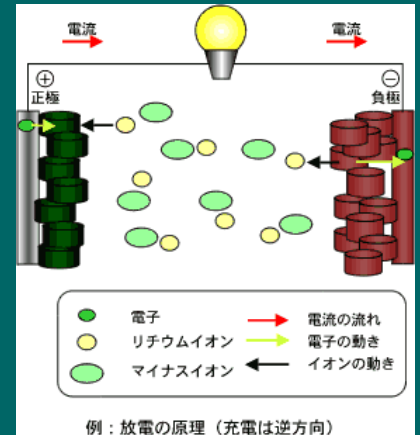 電流 電流
⊕ ⊖
正極 負極
電子 電流の流れ
リチウムイオン 電子の動き
マイナスイオン イオンの動き
例：放電の原理（充電は逆方向）